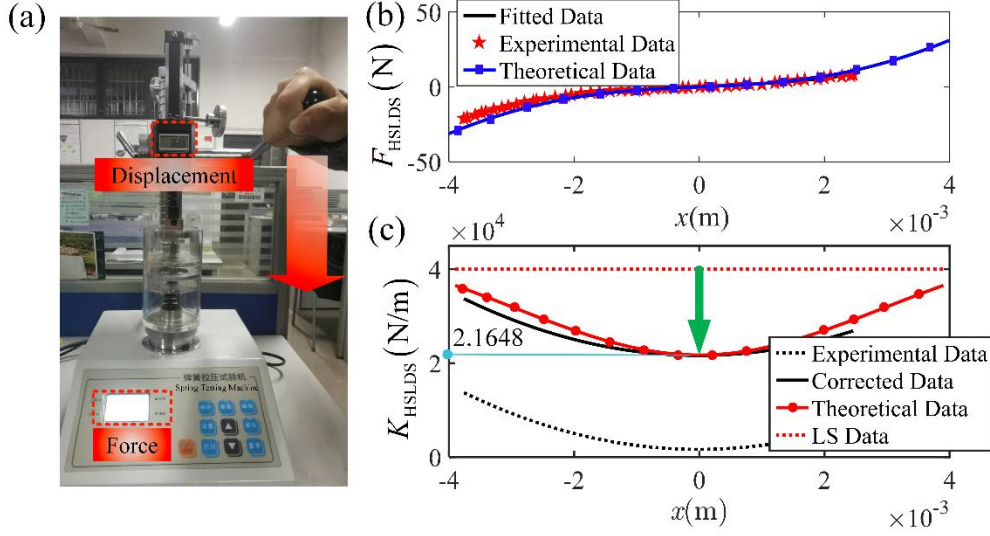 (a)
Displacement
弹簧拉压试验机
Spring Testing Machine
Force
(b)
Fitted Data
Experimental Data
Theoretical Data
F_HSLDS (N)
50
0
-50
-4
-2
0
2
4
x(m)
×10⁻³
(c)
×10⁴
K_HSLDS (N/m)
4
2
0
2.1648
Experimental Data
Corrected Data
Theoretical Data
LS Data
-4
-2
0
2
4
x(m)
×10⁻³